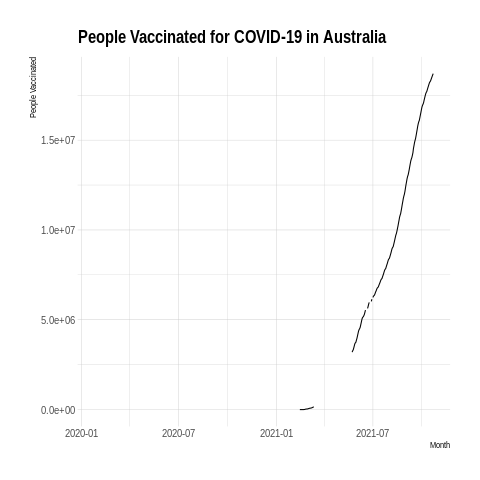 People Vaccinated for COVID-19 in Australia
People Vaccinated
1.5e+07
1.0e+07
5.0e+06
0.0e+00
2020-01 2020-07 2021-01 2021-07
Month